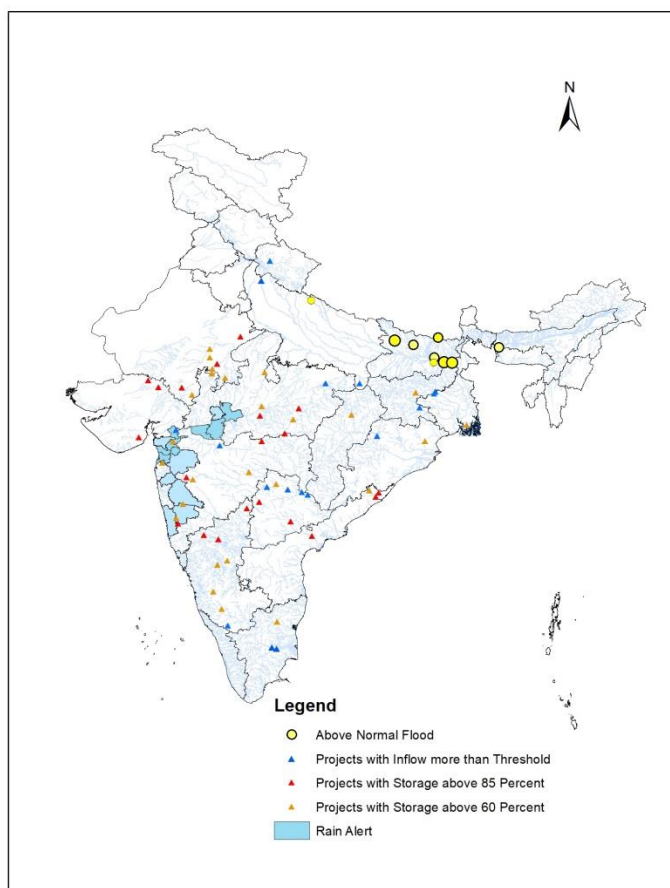 N
Legend
Above Normal Flood
Projects with Inflow more than Threshold
Projects with Storage above 85 Percent
Projects with Storage above 60 Percent
Rain Alert